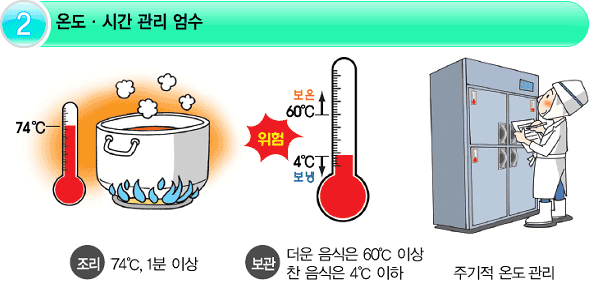 2 온도 · 시간 관리 엄수
74℃
위험
보온
60℃
4℃
보냉
조리 74℃, 1분 이상
보관 더운 음식은 60℃ 이상
찬 음식은 4℃ 이하
주기적 온도 관리